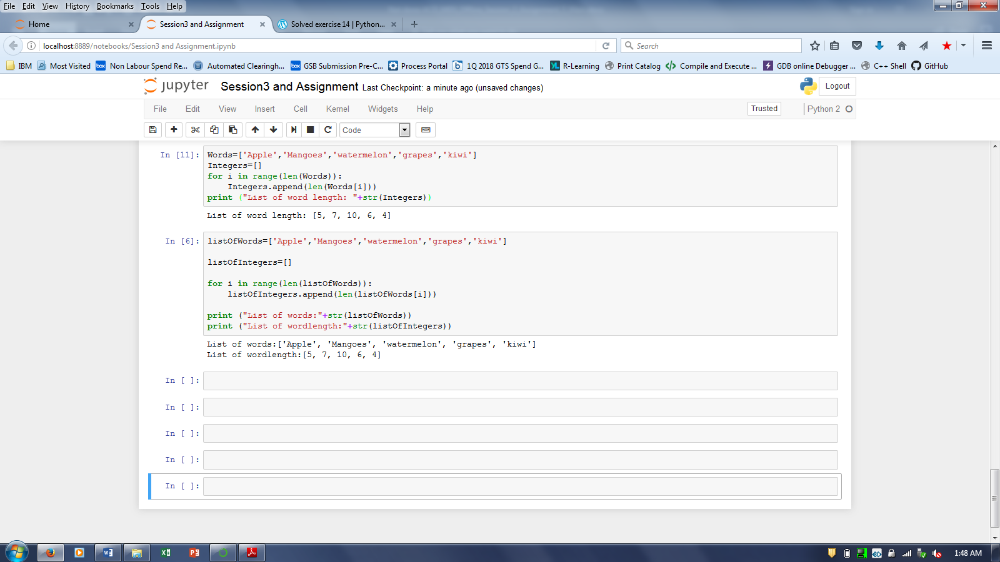 File Edit View History Bookmarks Tools Help
Home × Session3 and Assignment × Solved exercise 14 | Python... × +
localhost:8889/notebooks/Session3 and Assignment.ipynb Search
IBM Most Visited box Non Labour Spend Re... Automated Clearingh... box GSB Submission Pre-C... Process Portal b 1Q 2018 GTS Spend G... R-Learning Print Catalog </> Compile and Execute ... GDB online Debugger ... C++ Shell GitHub
jupyter Session3 and Assignment Last Checkpoint: a minute ago (unsaved changes) Logout
File Edit View Insert Cell Kernel Widgets Help Trusted Python 2
Code
In [11]: Words=['Apple','Mangoes','watermelon','grapes','kiwi']
Integers=[]
for i in range(len(Words)):
    Integers.append(len(Words[i]))
print ("List of word length: "+str(Integers))
List of word length: [5, 7, 10, 6, 4]
In [6]: listOfWords=['Apple','Mangoes','watermelon','grapes','kiwi']
listOfIntegers=[]
for i in range(len(listOfWords)):
    listOfIntegers.append(len(listOfWords[i]))
print ("List of words:"+str(listOfWords))
print ("List of wordlength:"+str(listOfIntegers))
List of words:['Apple', 'Mangoes', 'watermelon', 'grapes', 'kiwi']
List of wordlength:[5, 7, 10, 6, 4]
In [ ]:
In [ ]:
In [ ]:
In [ ]:
In [ ]:
1:48 AM